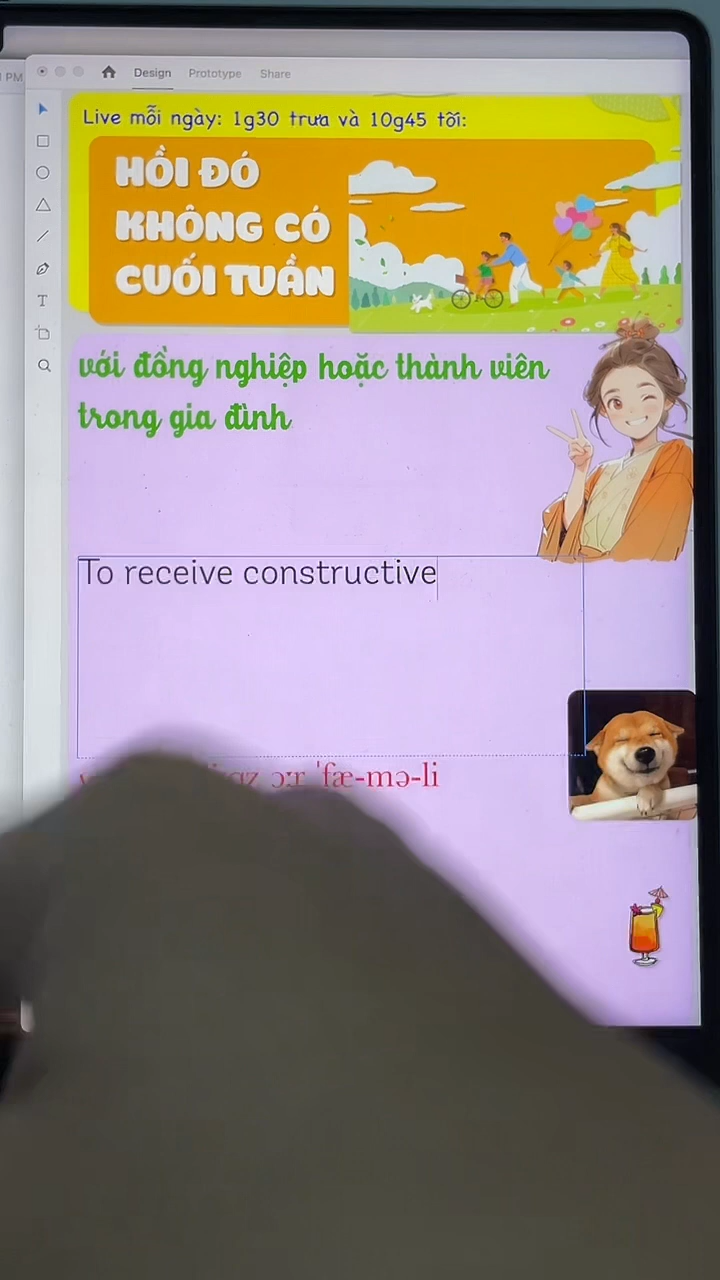 PM
Design Prototype Share
Live mỗi ngày: 1g30 trưa và 10g45 tối:
HỒI ĐÓ
KHÔNG CÓ
CUỐI TUẦN
với đồng nghiệp hoặc thành viên
trong gia đình
To receive constructive
ɔːr ˈfæ-mə-li
T